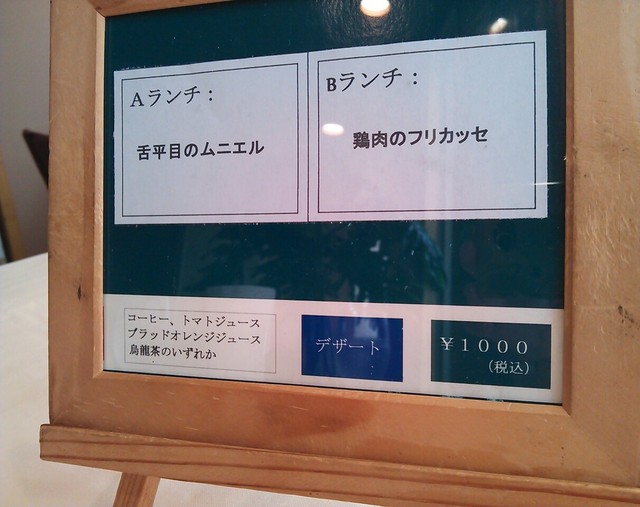 Aランチ：
舌平目のムニエル
Bランチ：
鶏肉のフリカッセ
コーヒー、トマトジュース
ブラッドオレンジジュース
烏龍茶のいずれか
デザート
￥１０００
（税込）